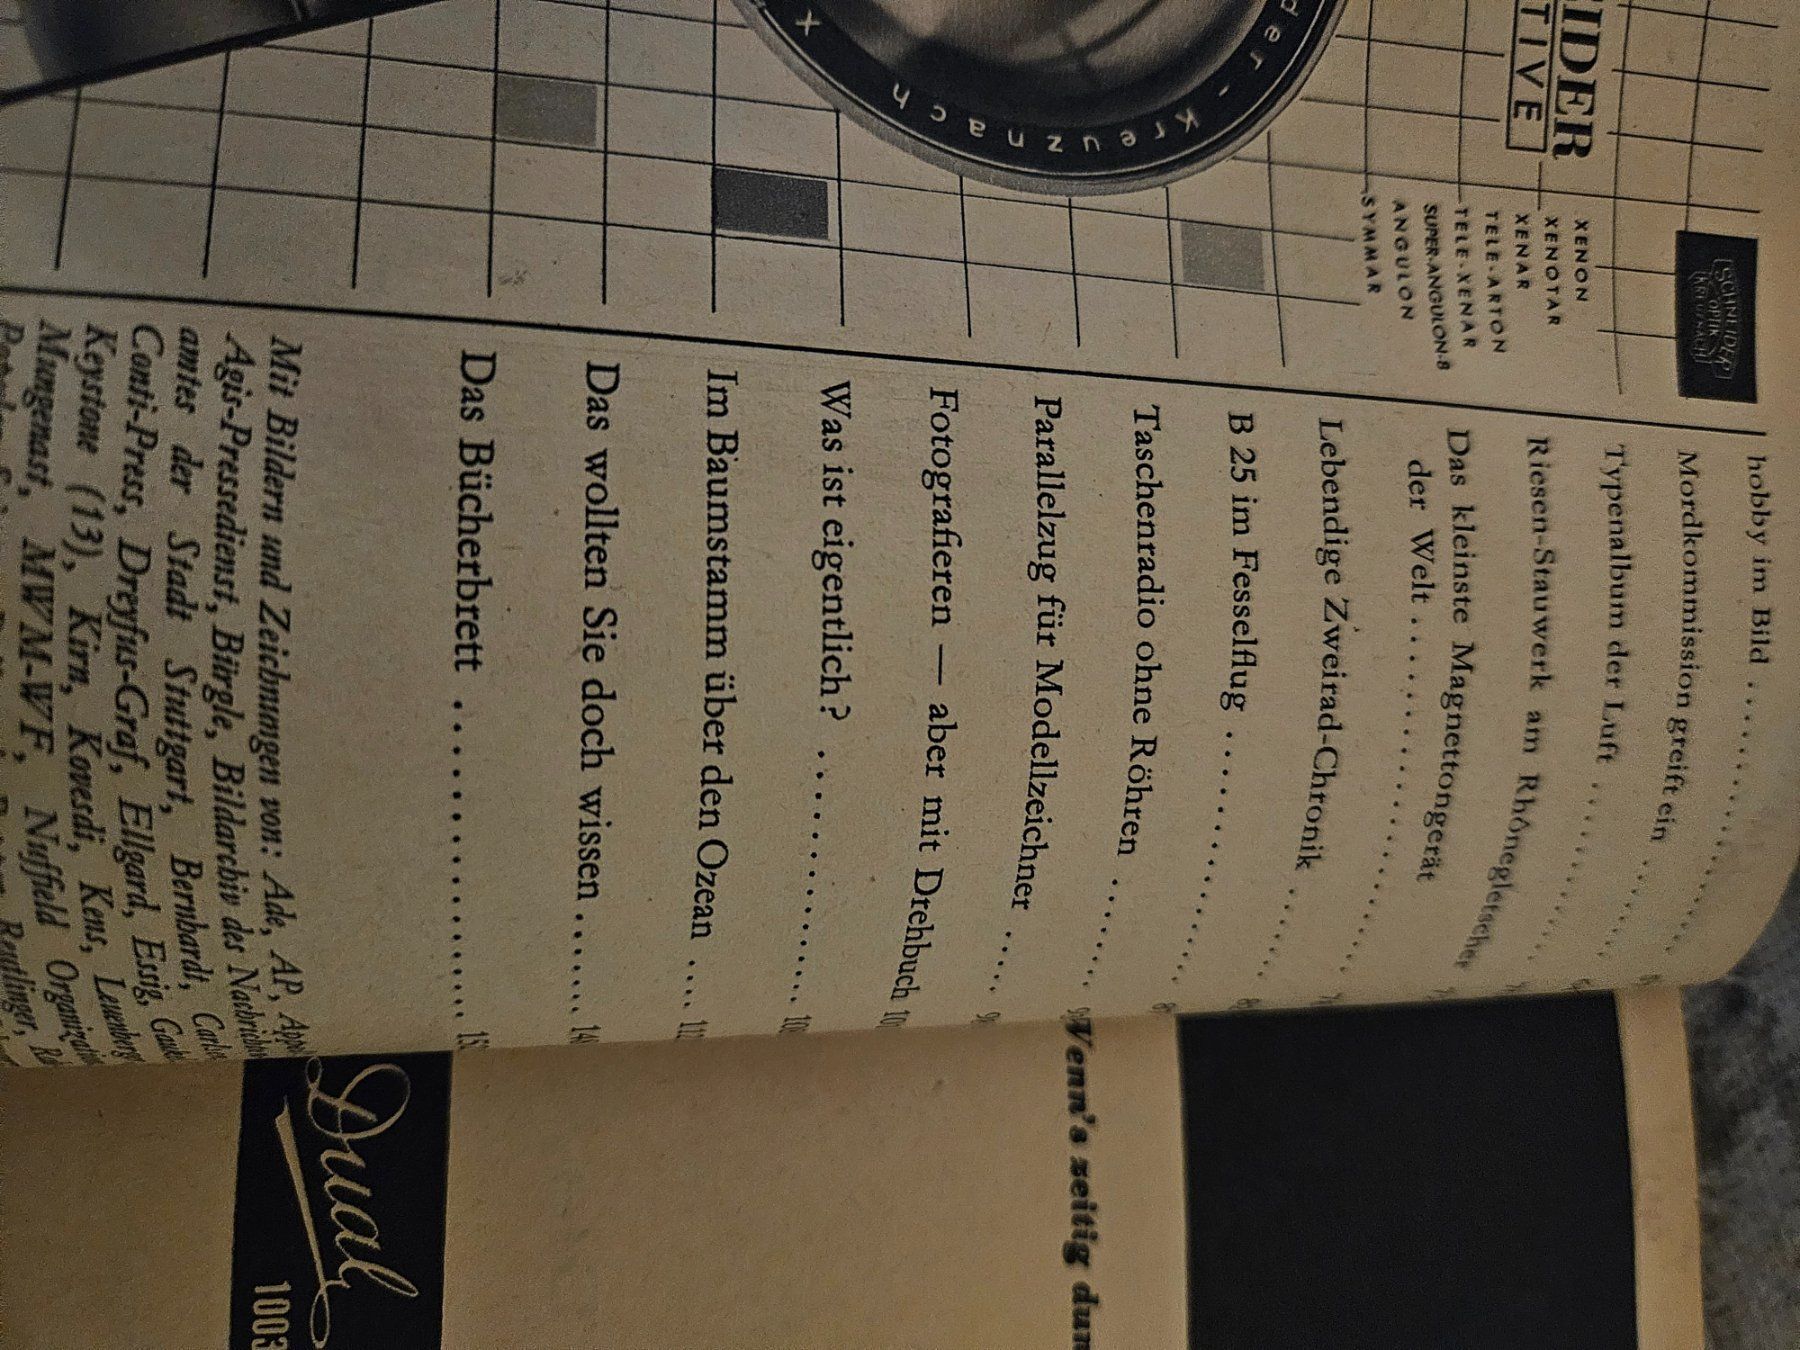 IDER
TIVE
XENON
XENOTAR
XENAR
TELE-ARTON
TELE-XENAR
SUPER-ANGULON-8
ANGULON
SYMMAR
SCHNEIDER
OPTIK
KREUZNACH
der - Kreuznach
x
hobby im Bild
Mordkommission greift ein
Typenalbum der Luft
Riesen-Stauwerk am Rhônegletscher
Das kleinste Magnettongerät
der Welt
Lebendige Zweirad-Chronik
B 25 im Fesselflug
Taschenradio ohne Röhren
Parallelzug für Modellzeichner
Fotografieren — aber mit Drehbuch
Was ist eigentlich?
Im Baumstamm über den Ozean
Das wollten Sie doch wissen
Das Bücherbrett
Mit Bildern und Zeichnungen von: Ade, AP,
Agis-Pressedienst, Bürgle, Bildarchiv des
amtes der Stadt Stuttgart, Bernhardt,
Conti-Press, Dreyfus-Graf, Ellgard, Essig,
Keystone (13), Kirn, Kovesdi, Kens,
Mungenast, MWM-WF, Nuffield
Reutlinger,
Wenn's zeitig
Dual
1003